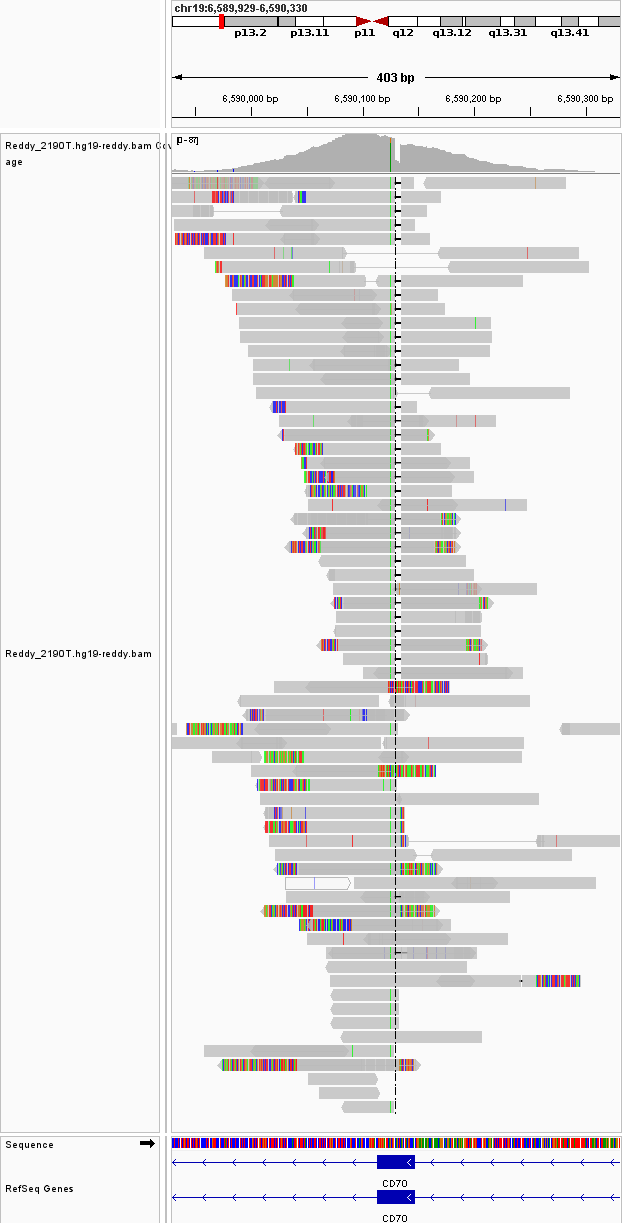 chr19:6,589,929-6,590,330
p13.2 p13.11 p11 q12 q13.12 q13.31 q13.41
403 bp
6,590,000 bp 6,590,100 bp 6,590,200 bp 6,590,300 bp
Reddy_2190T.hg19-reddy.bam Cov
age
[0 - 87]
Reddy_2190T.hg19-reddy.bam
Sequence
CD70
RefSeq Genes
CD70